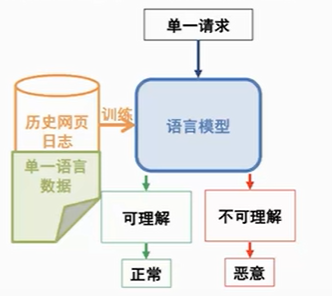 单一请求
训练
历史网页
日志
语言模型
单一语言
数据
可理解
不可理解
正常
恶意